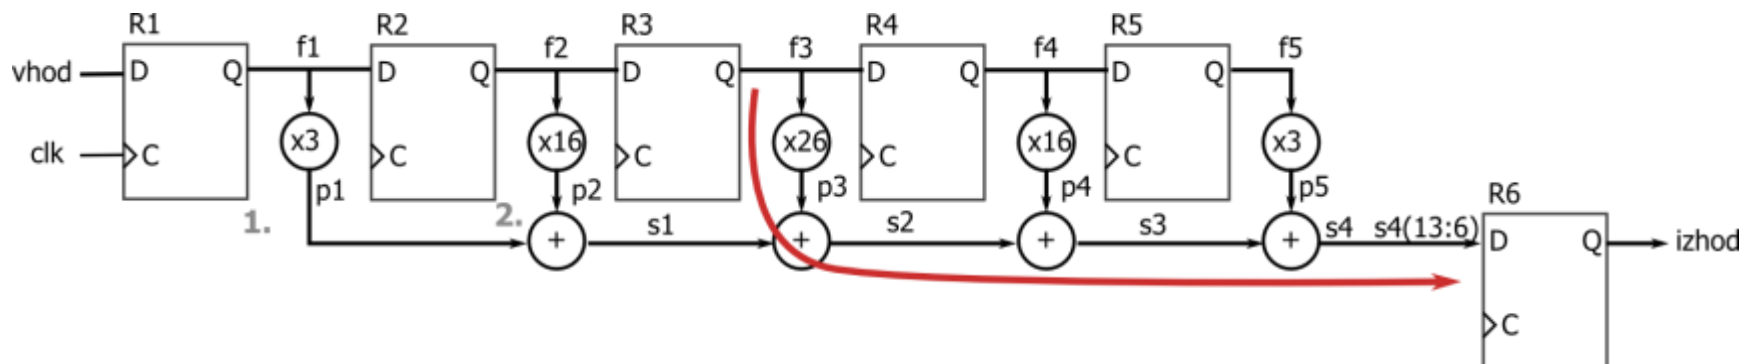 R1 R2 R3 R4 R5
f1 f2 f3 f4 f5
vhod D Q D Q D Q D Q D Q
x3 x16 x26 x16 x3
clk C C C C C
p1 p2 p3 p4 p5
R6
1. 2.
+ s1 + s2 + s3 + s4 s4(13:6) D Q izhod
C